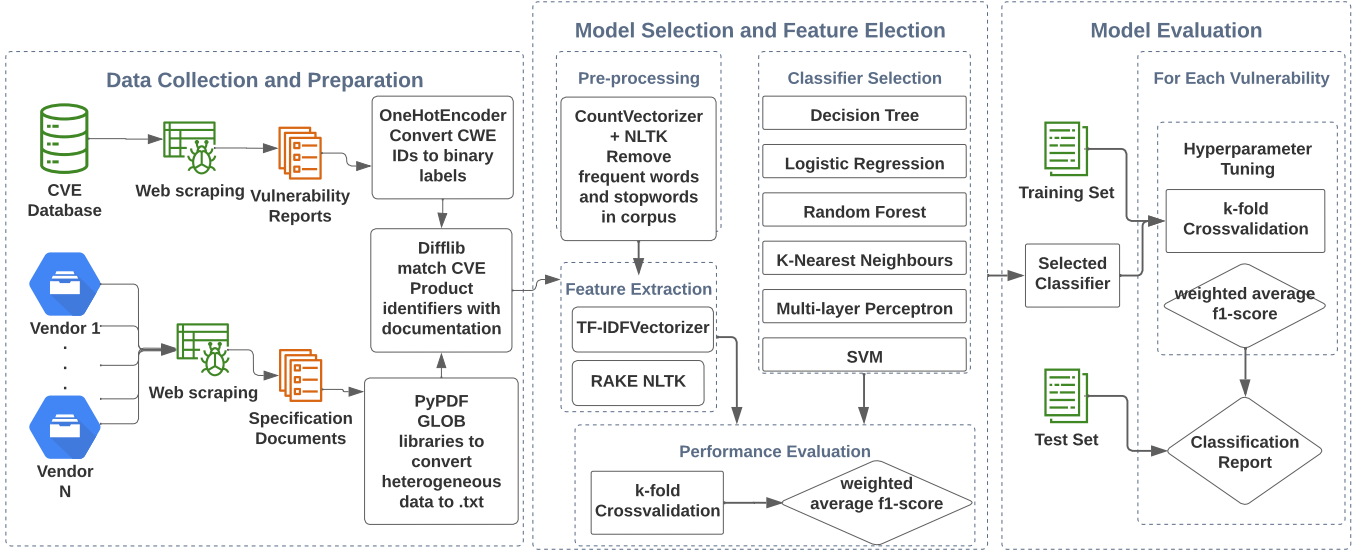 Data Collection and Preparation
CVE
Database
Web scraping
Vulnerability
Reports
OneHotEncoder
Convert CWE
IDs to binary
labels
Difflib
match CVE
Product
identifiers with
documentation
Vendor 1
.
.
.
Vendor
N
Web scraping
Specification
Documents
PyPDF
GLOB
libraries to
convert
heterogeneous
data to .txt
Model Selection and Feature Election
Pre-processing
CountVectorizer
+ NLTK
Remove
frequent words
and stopwords
in corpus
Feature Extraction
TF-IDFVectorizer
RAKE NLTK
Classifier Selection
Decision Tree
Logistic Regression
Random Forest
K-Nearest Neighbours
Multi-layer Perceptron
SVM
Performance Evaluation
k-fold
Crossvalidation
weighted
average f1-score
Model Evaluation
Training Set
Selected
Classifier
Test Set
For Each Vulnerability
Hyperparameter
Tuning
k-fold
Crossvalidation
weighted average
f1-score
Classification
Report